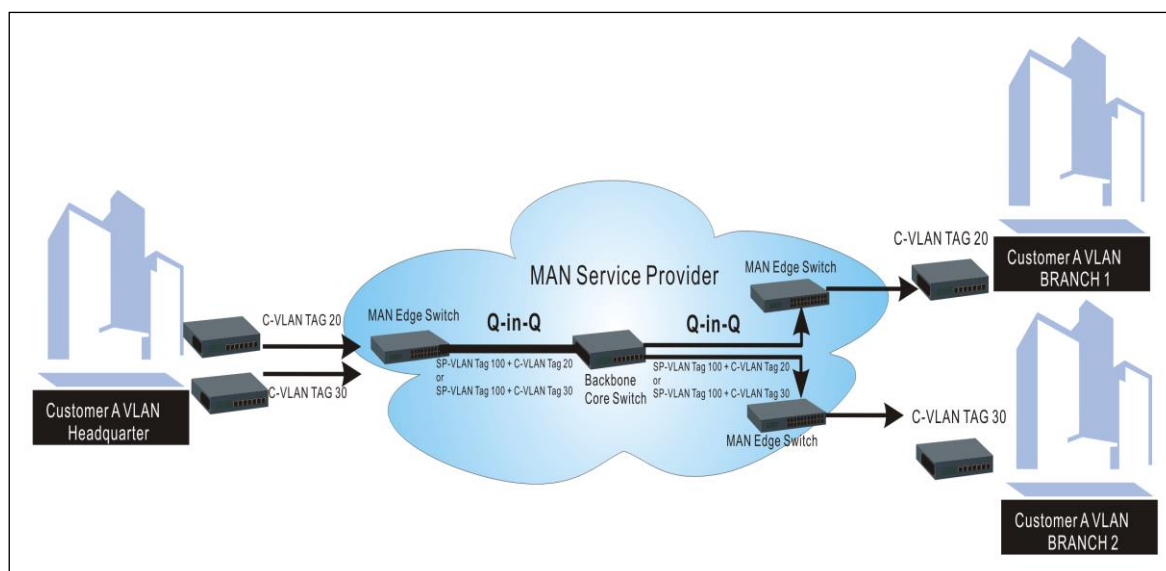 C-VLAN TAG 20
C-VLAN TAG 30
Customer A VLAN
Headquarter
MAN Service Provider
MAN Edge Switch
Q-in-Q
SP-VLAN Tag 100 + C-VLAN Tag 20
or
SP-VLAN Tag 100 + C-VLAN Tag 30
Backbone
Core Switch
Q-in-Q
SP-VLAN Tag 100 + C-VLAN Tag 20
or
SP-VLAN Tag 100 + C-VLAN Tag 30
MAN Edge Switch
MAN Edge Switch
C-VLAN TAG 20
Customer A VLAN
BRANCH 1
C-VLAN TAG 30
Customer A VLAN
BRANCH 2